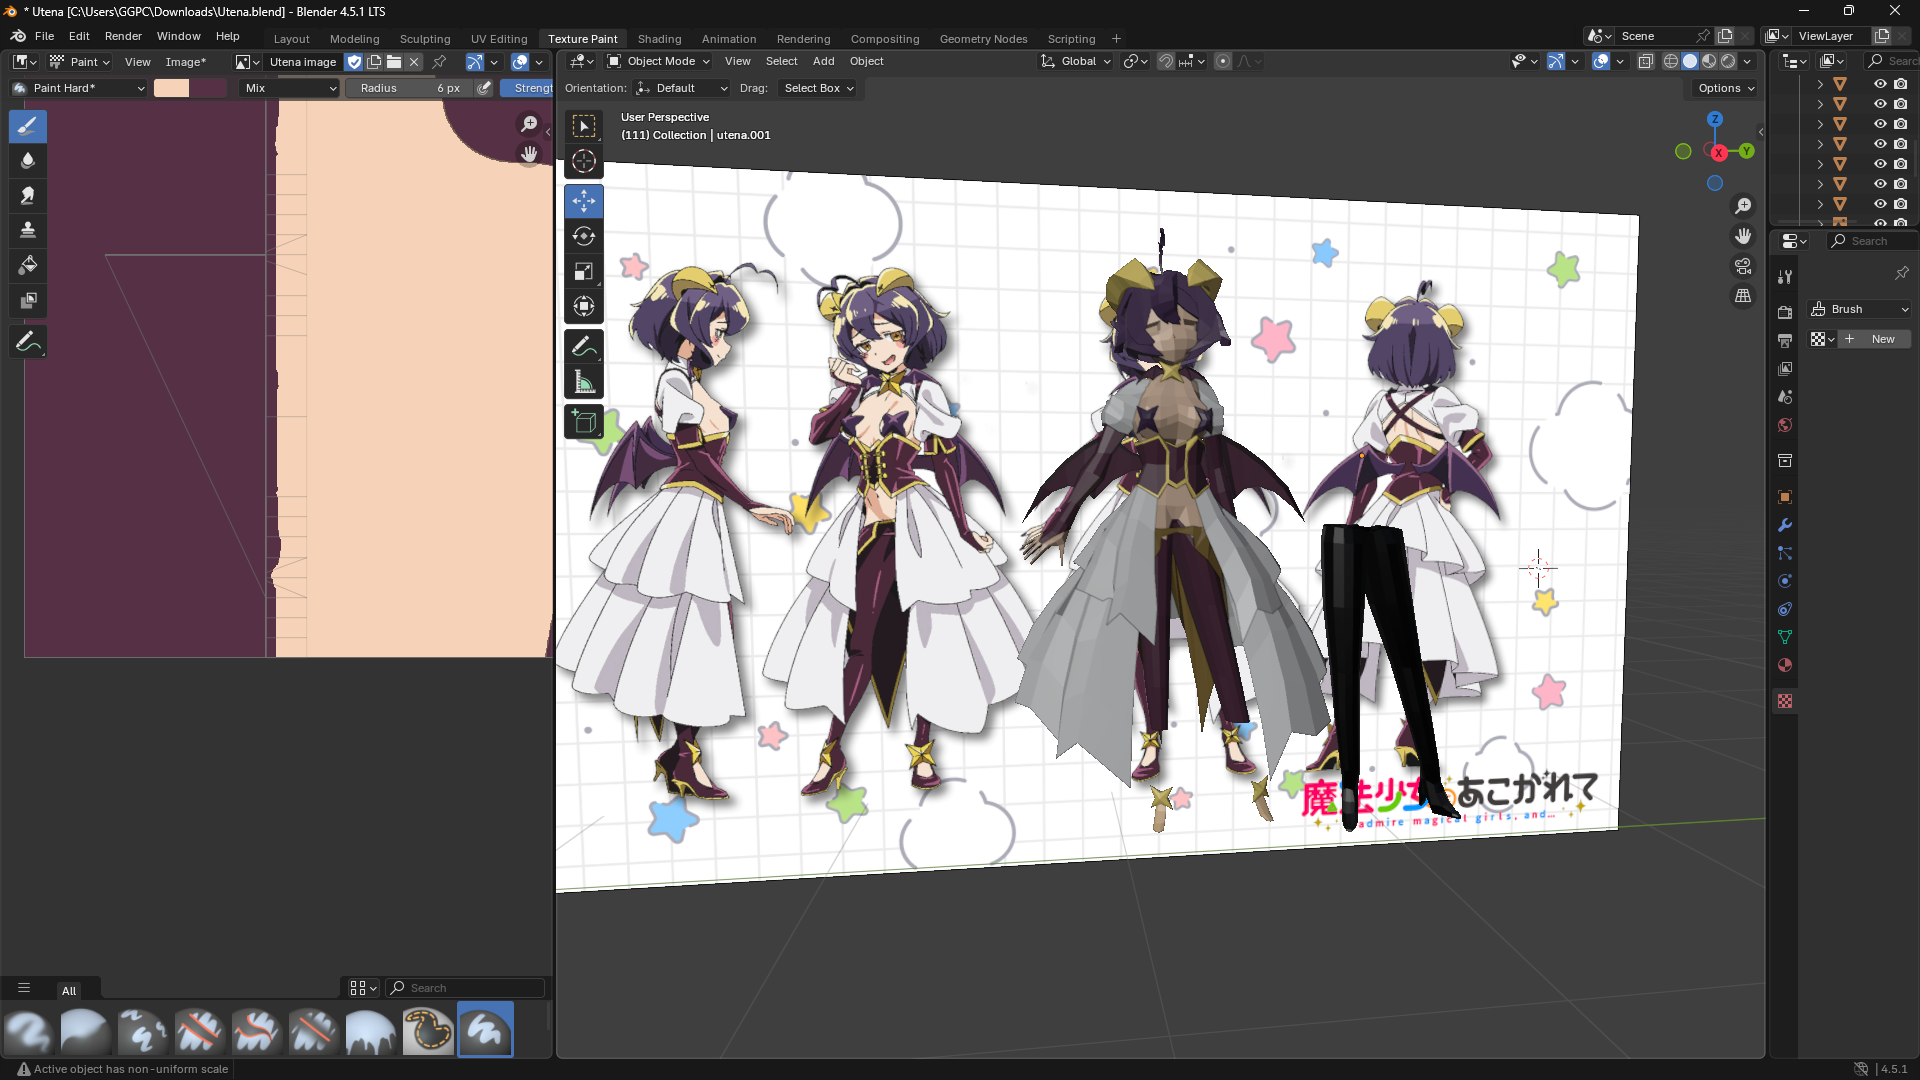 * Utena [C:\Users\GGPC\Downloads\Utena.blend] - Blender 4.5.1 LTS
File Edit Render Window Help Layout Modeling Sculpting UV Editing Texture Paint Shading Animation Rendering Compositing Geometry Nodes Scripting + Scene ViewLayer
Paint View Image* Utena image Object Mode View Select Add Object Global
Paint Hard* Mix Radius 6 px Orientation: Default Drag: Select Box Options
User Perspective
(111) Collection | utena.001
Z
X Y
Search
Brush
+ New
魔法少女
あこがれて
admire magical girls, and...
All
Search
Active object has non-uniform scale
4.5.1